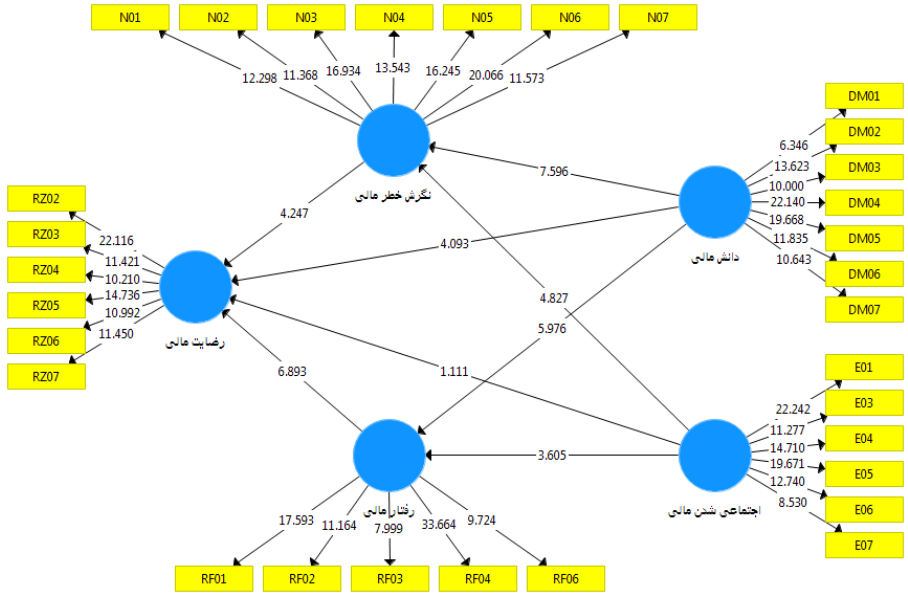 N01
N02
N03
N04
N05
N06
N07
12.298
11.368
16.934
13.543
16.245
20.066
11.573
نگرش خطر مالی
DM01
DM02
DM03
DM04
DM05
DM06
DM07
6.346
13.623
10.000
22.140
19.668
11.835
10.643
دانش مالی
7.596
4.247
4.093
4.827
5.976
1.111
6.893
3.605
RZ02
RZ03
RZ04
RZ05
RZ06
RZ07
22.116
11.421
10.210
14.736
10.992
11.450
رضایت مالی
E01
E03
E04
E05
E06
E07
22.242
11.277
14.710
19.671
12.740
8.530
اجتماعی شدن مالی
رفتار مالی
17.593
11.164
7.999
33.664
9.724
RF01
RF02
RF03
RF04
RF06